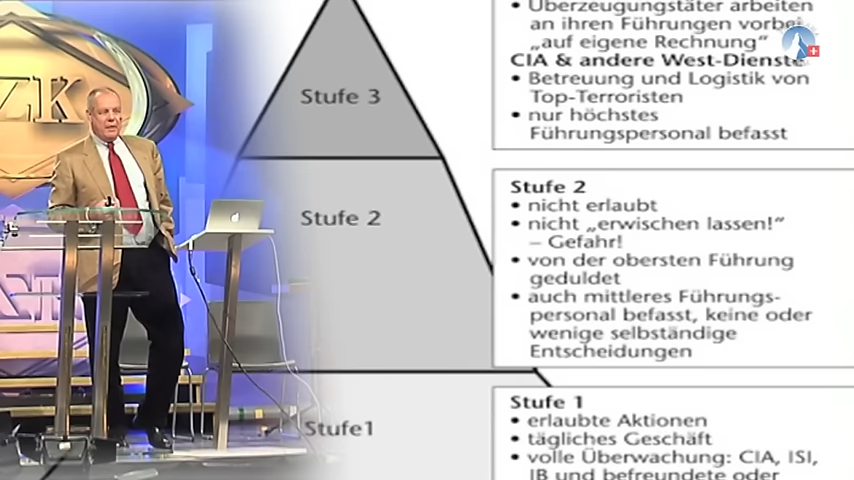 Überzeugungstäter arbeiten
an ihren Führungen vorbei
„auf eigene Rechnung“
CIA & andere West-Dienste
• Betreuung und Logistik von
Top-Terroristen
• nur höchstes
Führungspersonal befasst
Stufe 3
Stufe 2
• nicht erlaubt
• nicht „erwischen lassen!“
– Gefahr!
• von der obersten Führung
geduldet
• auch mittleres Führungs-
personal befasst, keine oder
wenige selbständige
Entscheidungen
Stufe 2
Stufe 1
• erlaubte Aktionen
• tägliches Geschäft
• volle Überwachung: CIA, ISI,
IB und befreundete oder
Stufe1
ZK